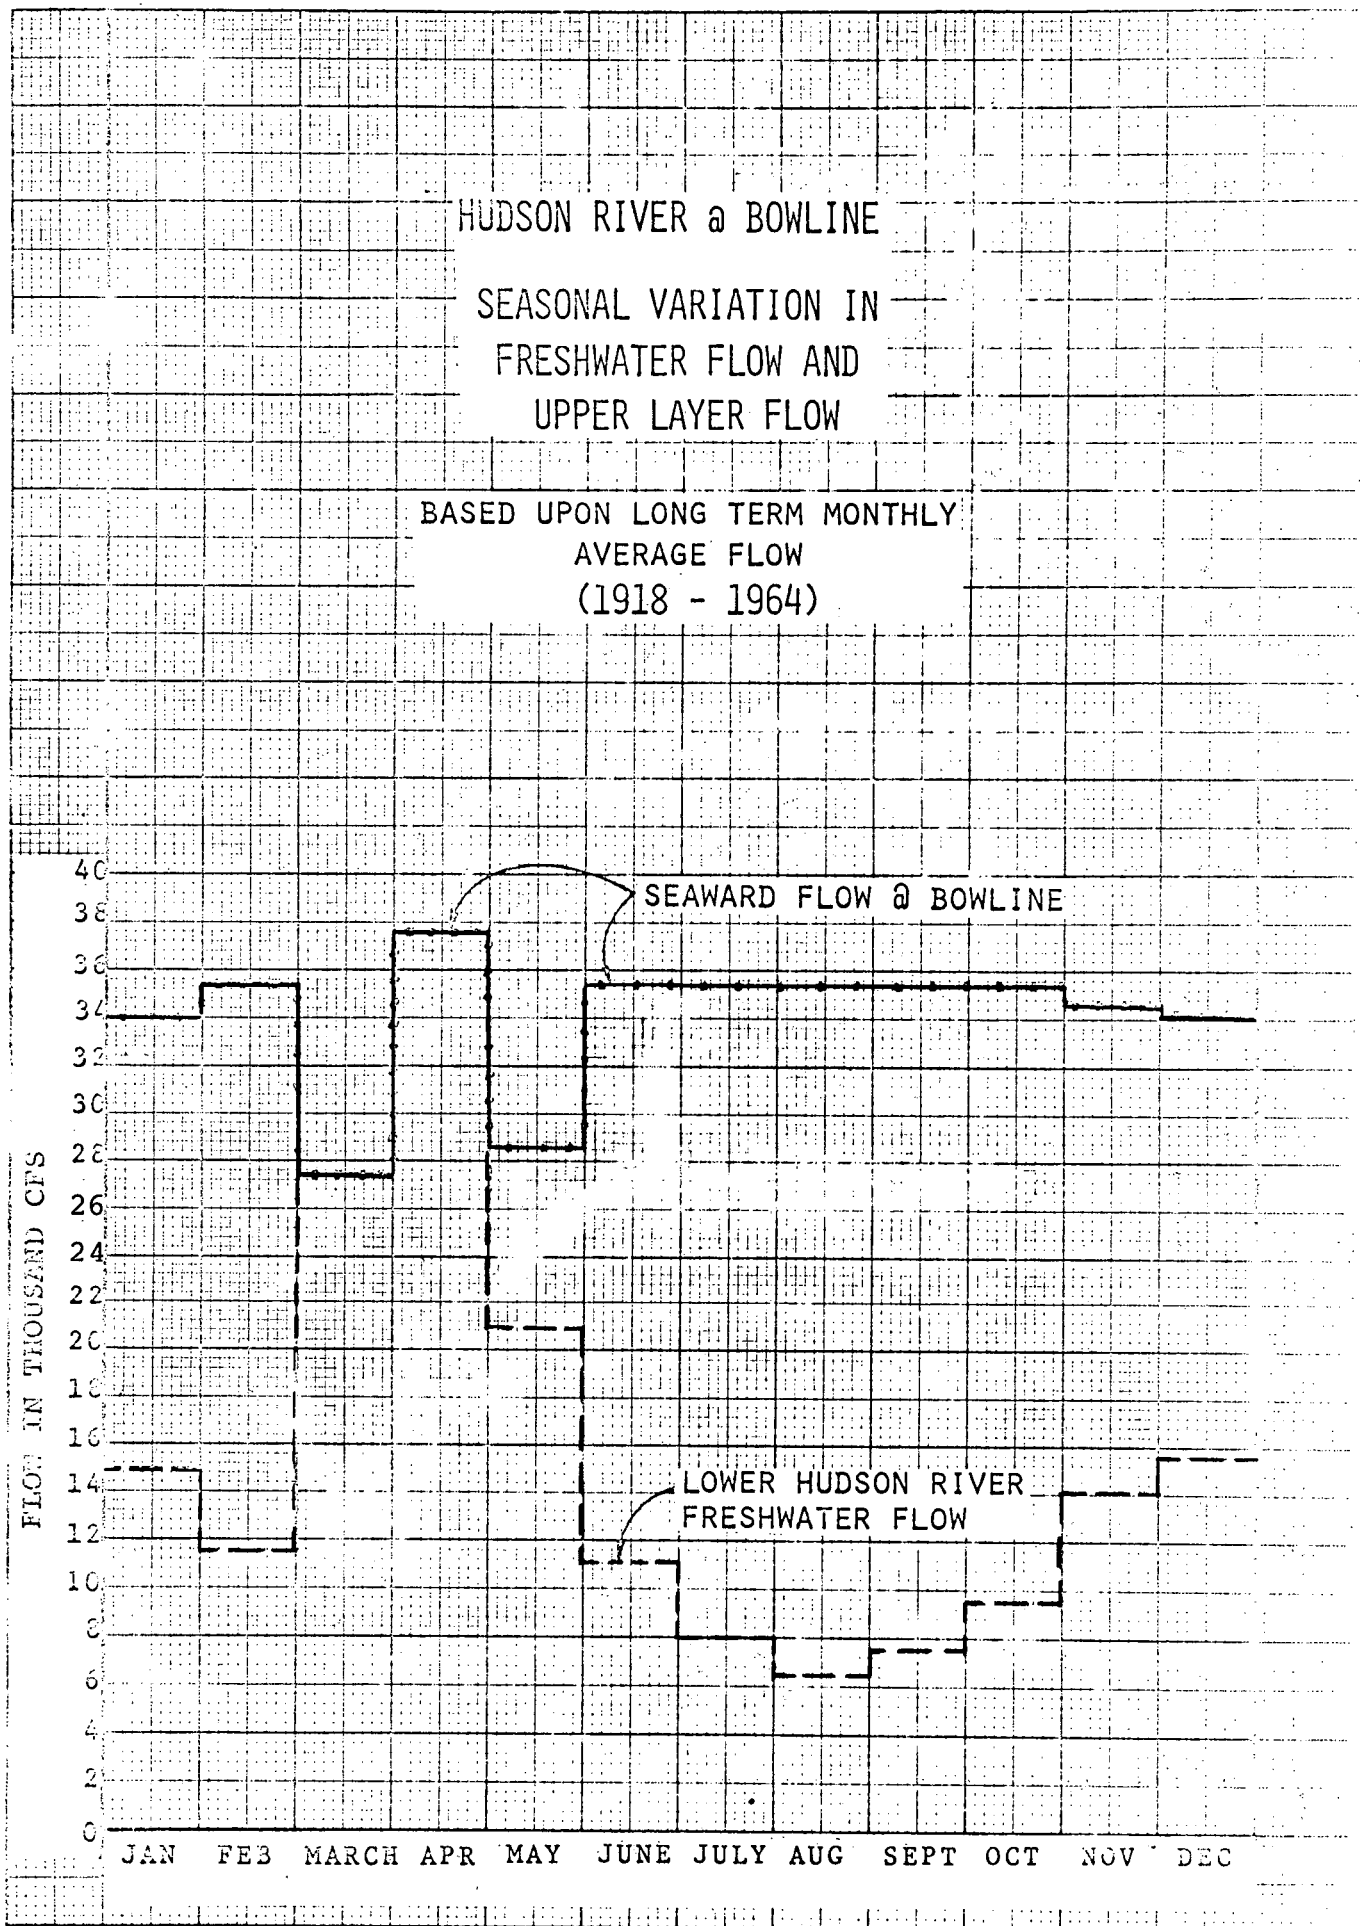 HUDSON RIVER @ BOWLINE
SEASONAL VARIATION IN
FRESHWATER FLOW AND
UPPER LAYER FLOW
BASED UPON LONG TERM MONTHLY
AVERAGE FLOW
(1918 - 1964)
40
38
SEAWARD FLOW @ BOWLINE
36
34
32
30
28
26
24
22
20
18
16
14
LOWER HUDSON RIVER
FRESHWATER FLOW
12
10
8
6
4
2
0
FLOW IN THOUSAND CFS
JAN FEB MARCH APR MAY JUNE JULY AUG SEPT OCT NOV DEC